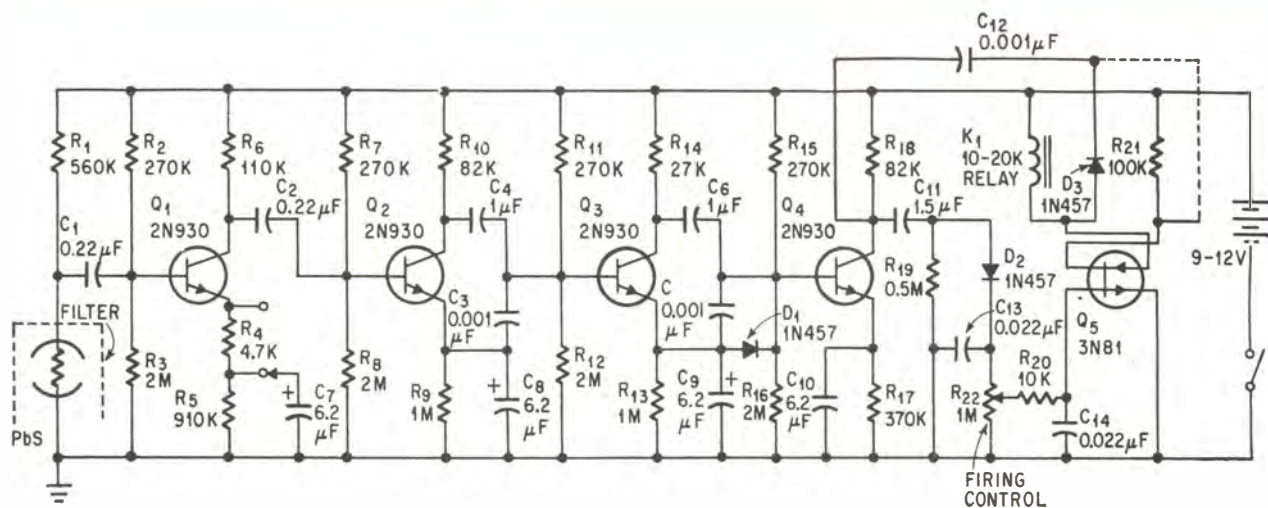 C12
0.001μF
R1
560K
R2
270K
R6
110K
R7
270K
R10
82K
R11
270K
R14
27K
R15
270K
R18
82K
K1
10-20K
RELAY
D3
1N457
R21
100K
C1
0.22μF
Q1
2N930
C2
0.22μF
Q2
2N930
C4
1μF
Q3
2N930
C6
1μF
Q4
2N930
C11
1.5μF
9-12V
FILTER
R4
4.7K
C3
0.001
μF
C
0.001
μF
D1
1N457
R19
0.5M
D2
1N457
C13
0.022μF
Q5
3N81
PbS
R3
2M
R5
910K
+
C7
6.2
μF
R8
2M
R9
1M
+
C8
6.2
μF
R12
2M
R13
1M
C9
6.2
μF
+
R16
2M
C10
6.2
μF
R17
370K
R20
10K
R22
1M
C14
0.022μF
FIRING
CONTROL